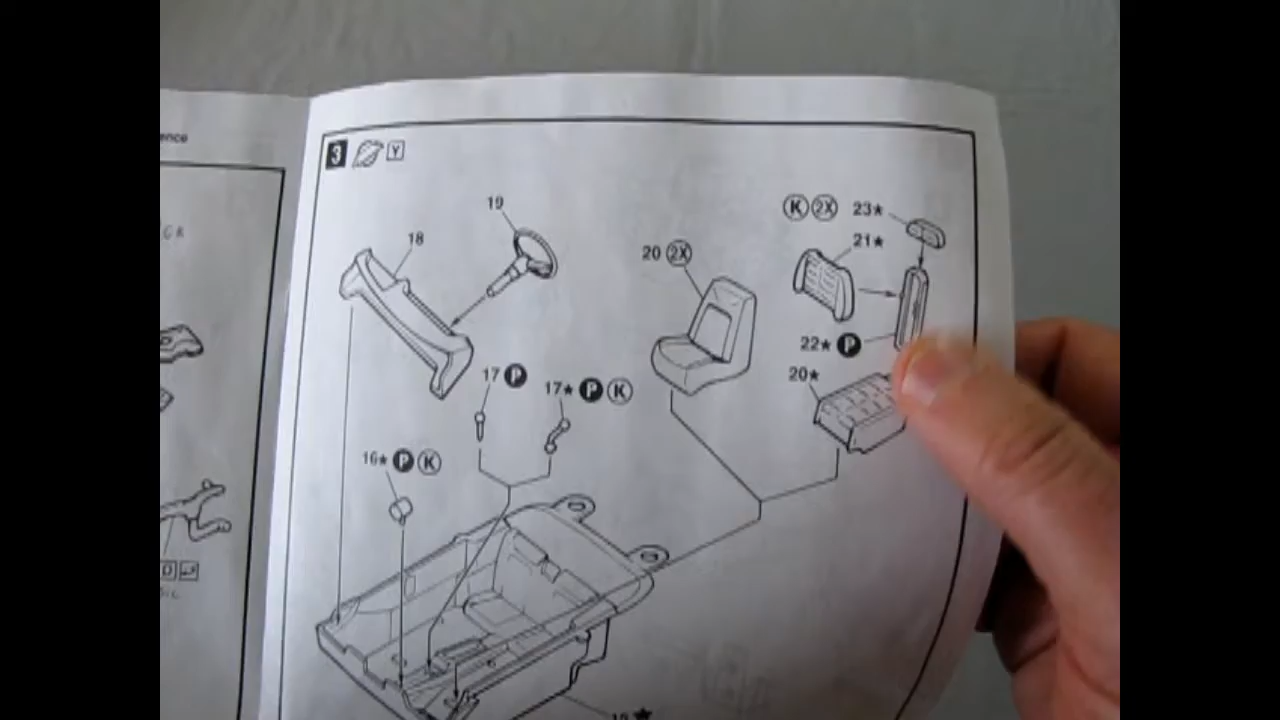 ence
3 Y
19
18
20 2X
K 2X 23★
21★
22★ P
20★
17 P
17★ P K
16★ P K